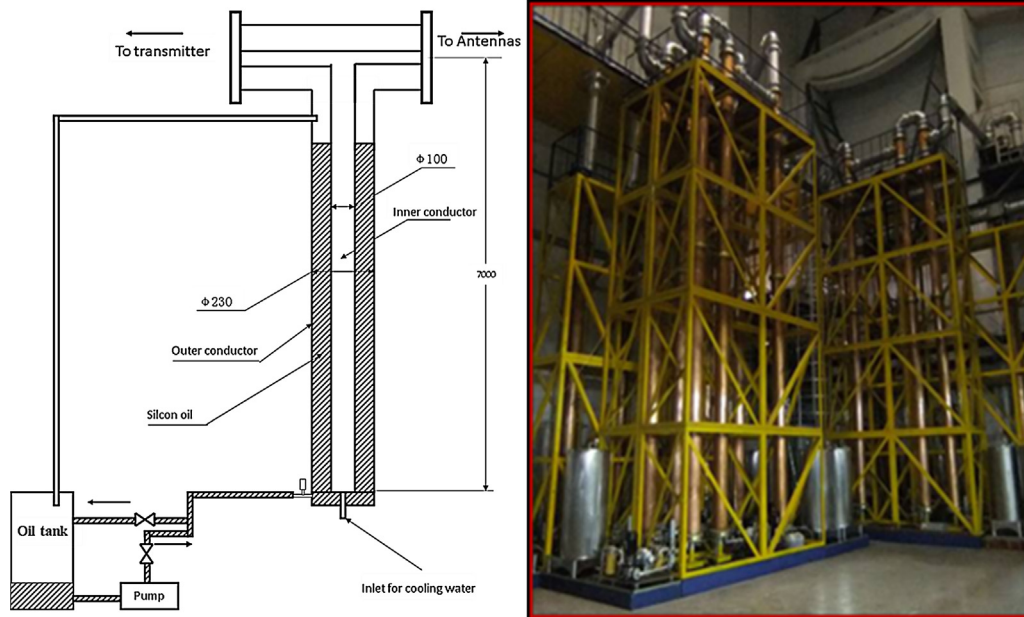 To transmitter
To Antennas
Φ100
Inner conductor
7000
Φ230
Outer conductor
Silcon oil
Oil tank
Pump
Inlet for cooling water